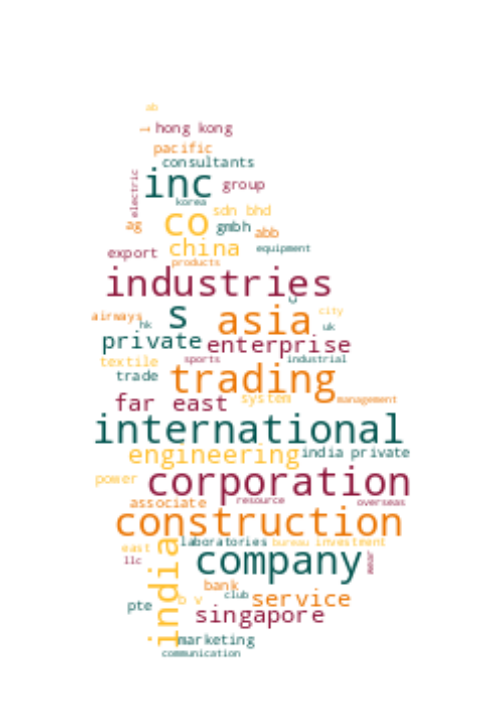 ab
l hong kong
pacific
consultants
electric
inc group
korea
co sdn bhd
ag gmbh abb
export china equipment
products
industries
airways hk s asia city
uk
private enterprise
textile sports industrial
trade trading
far east system management
international
engineering india private
power corporation
associate resource overseas
construction
east laboratories bureau investment
llc india company wear
bank
pte b v club service
singapore
marketing
communication